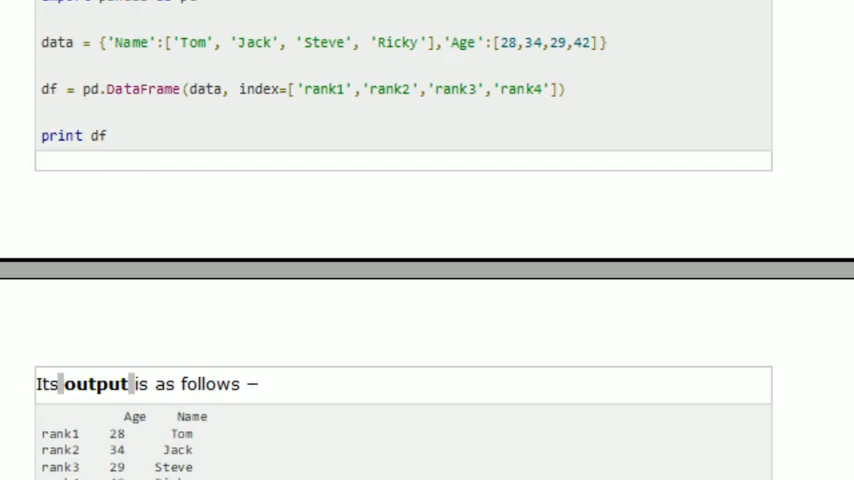 data = {'Name':['Tom', 'Jack', 'Steve', 'Ricky'],'Age':[28,34,29,42]}
df = pd.DataFrame(data, index=['rank1','rank2','rank3','rank4'])
print df
Its output is as follows −
Age Name
rank1 28 Tom
rank2 34 Jack
rank3 29 Steve